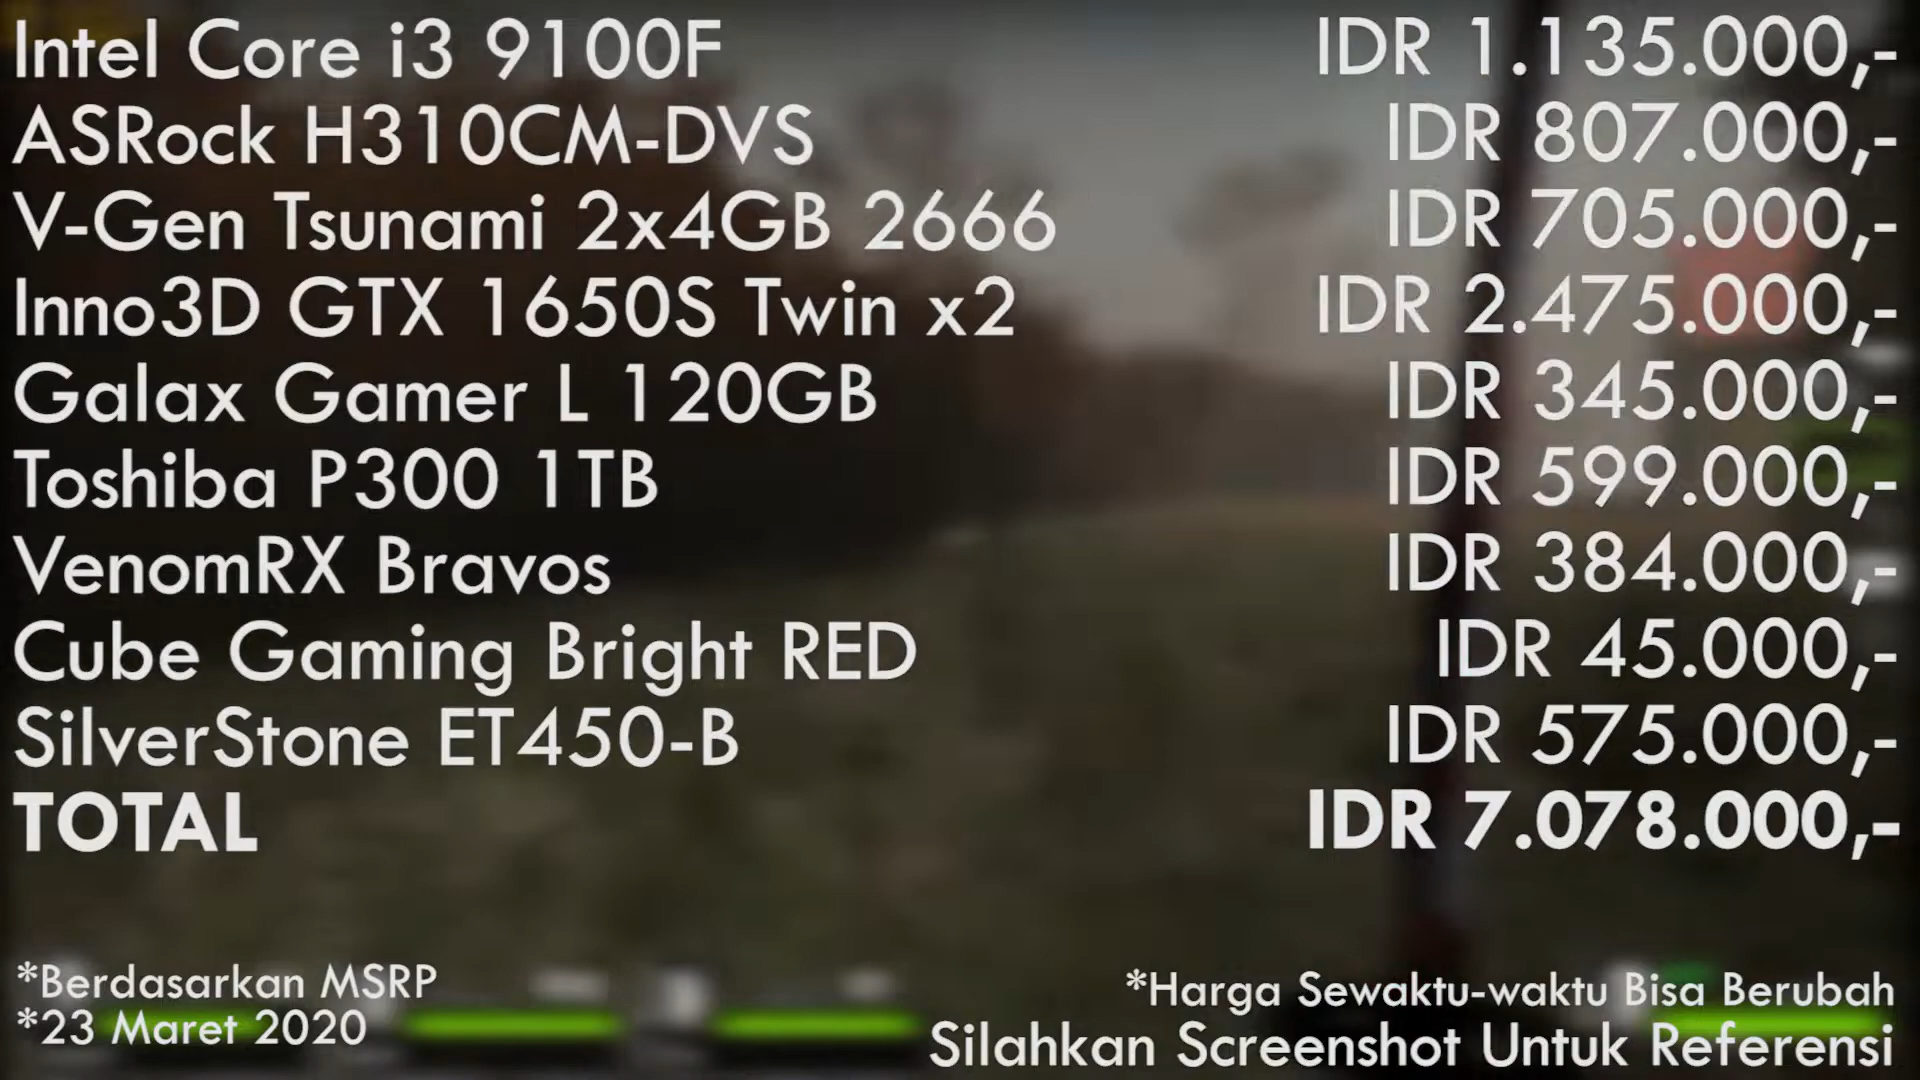 Intel Core i3 9100F IDR 1.135.000,-
ASRock H310CM-DVS IDR 807.000,-
V-Gen Tsunami 2x4GB 2666 IDR 705.000,-
Inno3D GTX 1650S Twin x2 IDR 2.475.000,-
Galax Gamer L 120GB IDR 345.000,-
Toshiba P300 1TB IDR 599.000,-
VenomRX Bravos IDR 384.000,-
Cube Gaming Bright RED IDR 45.000,-
SilverStone ET450-B IDR 575.000,-
TOTAL IDR 7.078.000,-
*Berdasarkan MSRP
*23 Maret 2020
*Harga Sewaktu-waktu Bisa Berubah
Silahkan Screenshot Untuk Referensi